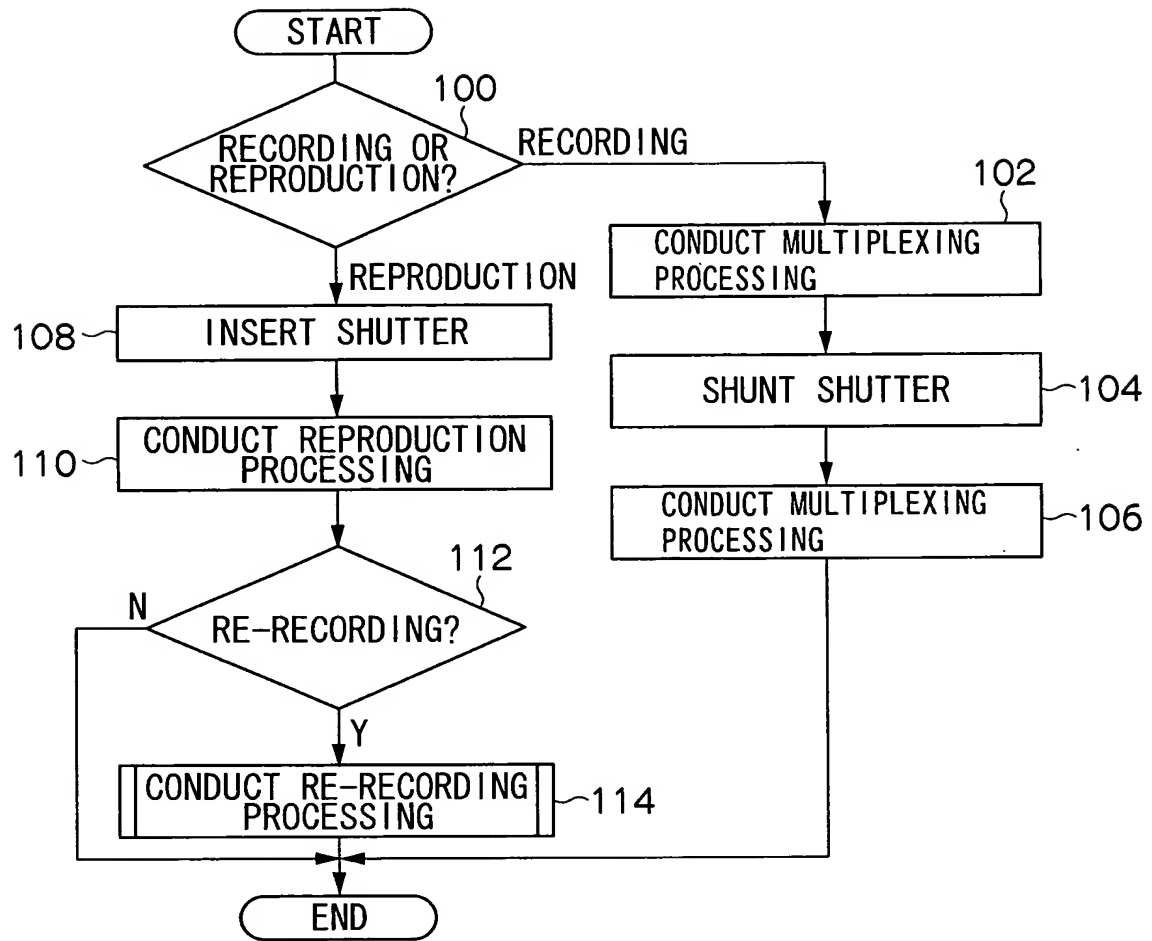 START
100
RECORDING OR
REPRODUCTION?
RECORDING
102
CONDUCT MULTIPLEXING
PROCESSING
REPRODUCTION
108
INSERT SHUTTER
SHUNT SHUTTER
104
110
CONDUCT REPRODUCTION
PROCESSING
CONDUCT MULTIPLEXING
PROCESSING
106
112
N
RE-RECORDING?
Y
CONDUCT RE-RECORDING
PROCESSING
114
END